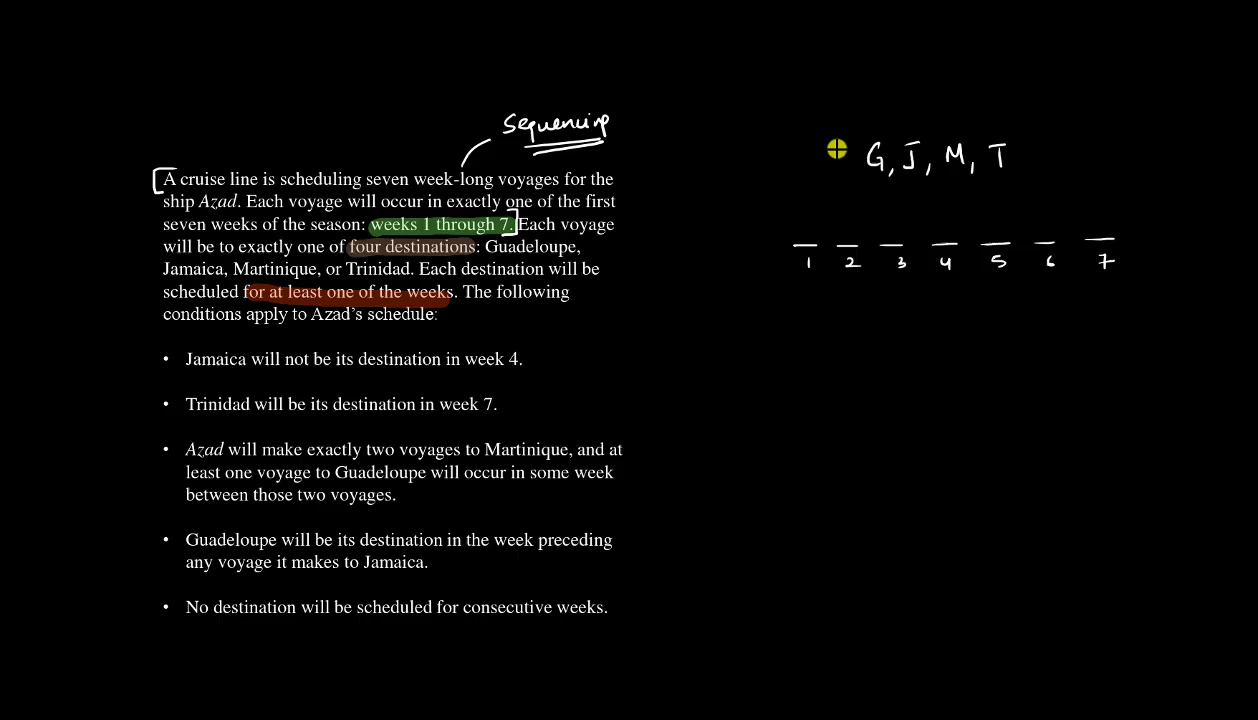 Sequencing
G, J, M, T
A cruise line is scheduling seven week-long voyages for the
ship Azad. Each voyage will occur in exactly one of the first
seven weeks of the season: weeks 1 through 7. Each voyage
will be to exactly one of four destinations: Guadeloupe,
Jamaica, Martinique, or Trinidad. Each destination will be
scheduled for at least one of the weeks. The following
conditions apply to Azad’s schedule:
1 2 3 4 5 6 7
• Jamaica will not be its destination in week 4.
• Trinidad will be its destination in week 7.
• Azad will make exactly two voyages to Martinique, and at
least one voyage to Guadeloupe will occur in some week
between those two voyages.
• Guadeloupe will be its destination in the week preceding
any voyage it makes to Jamaica.
• No destination will be scheduled for consecutive weeks.